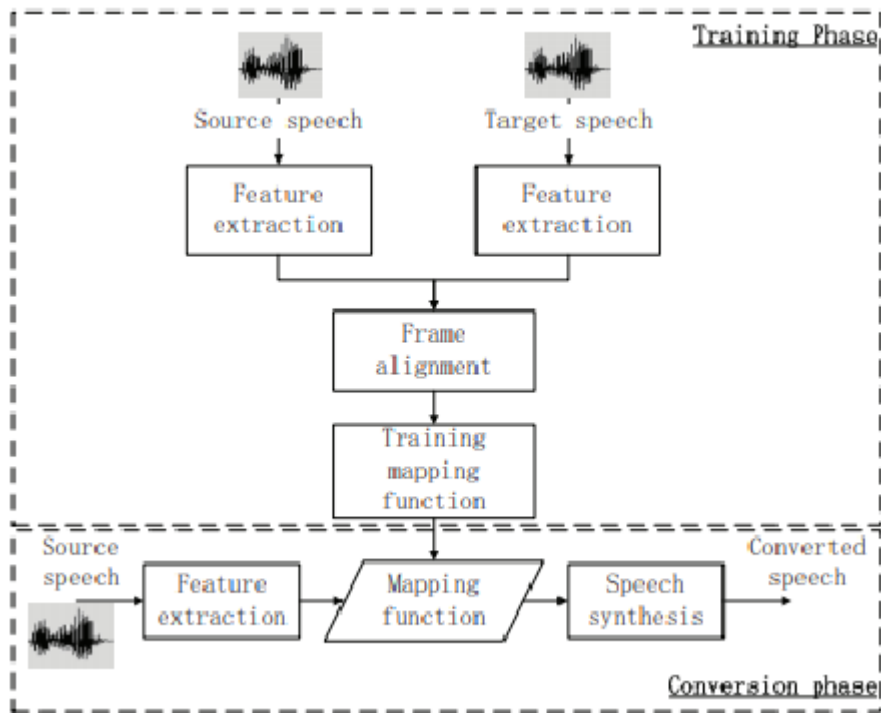 Training Phase
Source speech
Target speech
Feature
extraction
Feature
extraction
Frame
alignment
Training
mapping
function
Source
speech
Feature
extraction
Mapping
function
Speech
synthesis
Converted
speech
Conversion phase